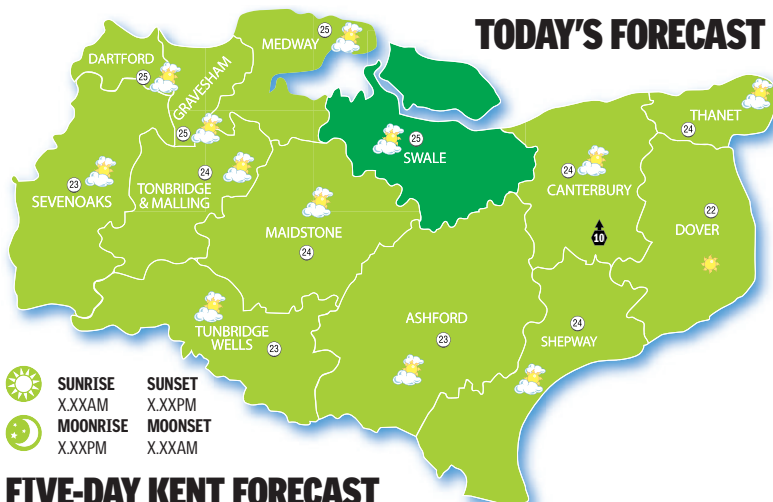 TODAY'S FORECAST
MEDWAY
25
DARTFORD
25
GRAVESHAM
25
SWALE
25
THANET
24
SEVENOAKS
23
TONBRIDGE
& MALLING
24
CANTERBURY
24
10
DOVER
22
MAIDSTONE
24
TUNBRIDGE
WELLS
23
ASHFORD
23
SHEPWAY
24
SUNRISE SUNSET
X.XXAM X.XXPM
MOONRISE MOONSET
X.XXPM X.XXAM
FIVE-DAY KENT FORECAST